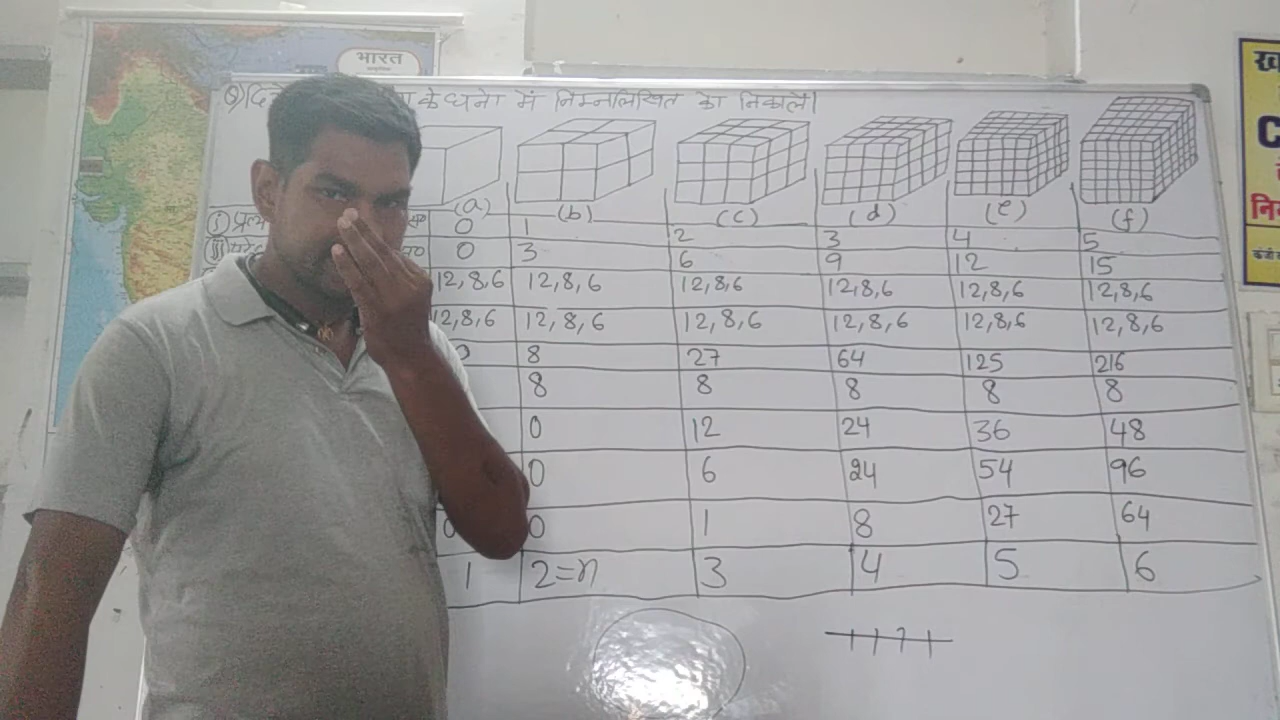 भारत
Q) के घनो में निम्नलिखित को निकालें।
(a) (b) (c) (d) (e) (f)
(i) 0 1 2 3 4 5
(ii) 0 3 6 9 12 15
12,8,6 12,8,6 12,8,6 12,8,6 12,8,6 12,8,6
12,8,6 12,8,6 12,8,6 12,8,6 12,8,6 12,8,6
0 8 27 64 125 216
8 8 8 8 8
0 12 24 36 48
0 6 24 54 96
0 0 1 8 27 64
1 2=n 3 4 5 6